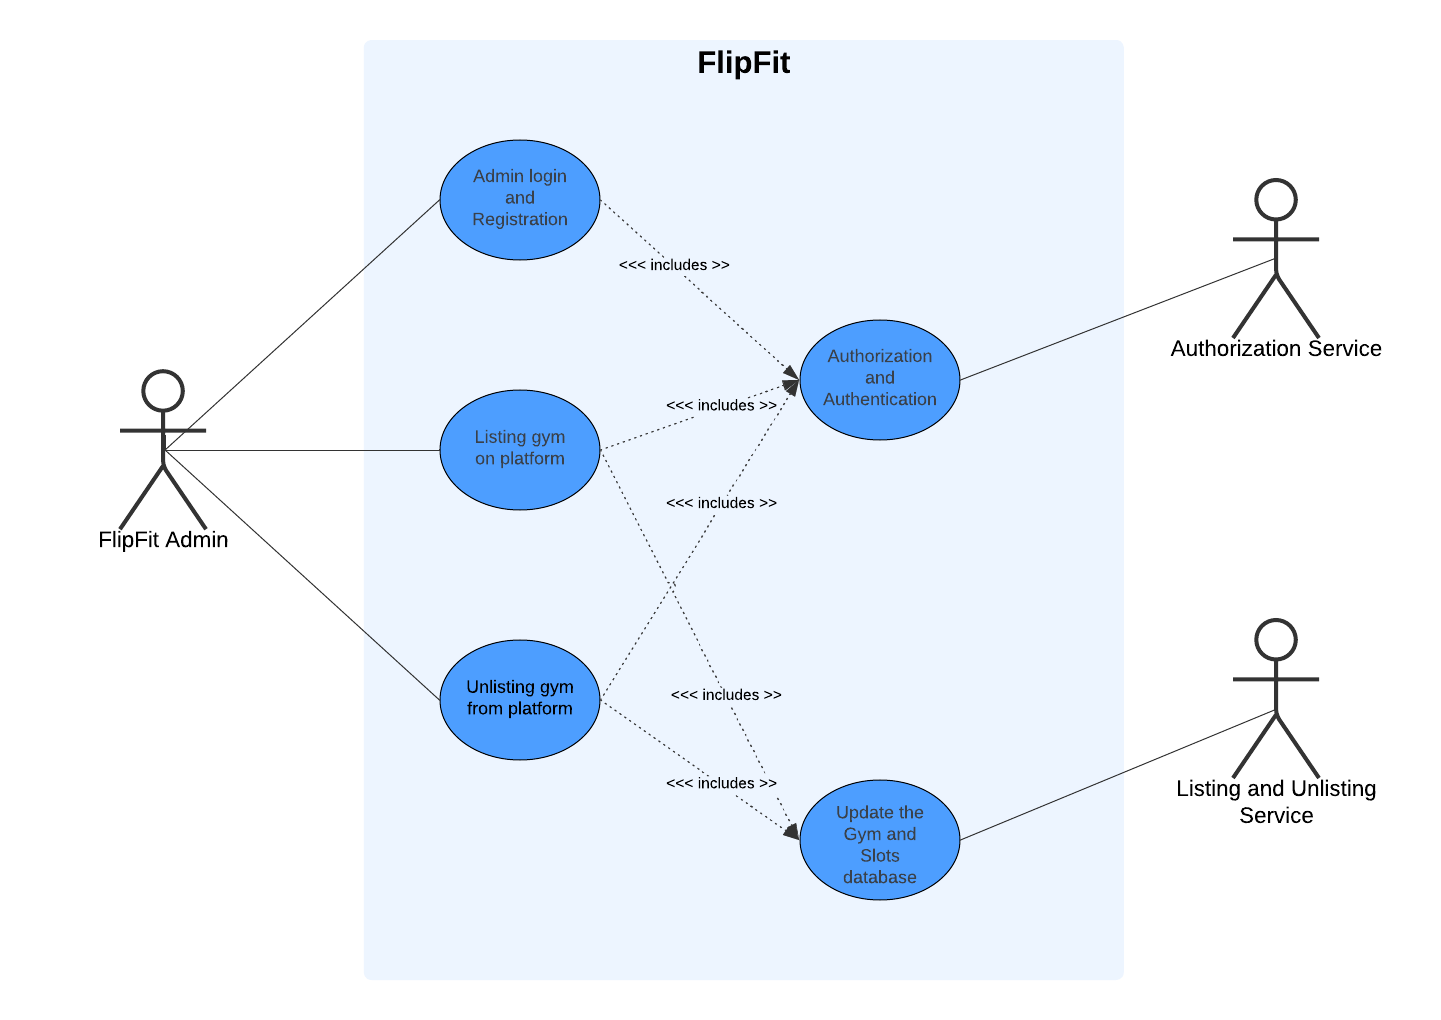 FlipFit
Admin login
and
Registration
<<< includes >>
Authorization
and
Authentication
Authorization Service
<<< includes >>
Listing gym
on platform
<<< includes >>
FlipFit Admin
Unlisting gym
from platform
<<< includes >>
<<< includes >>
Update the
Gym and
Slots
database
Listing and Unlisting
Service